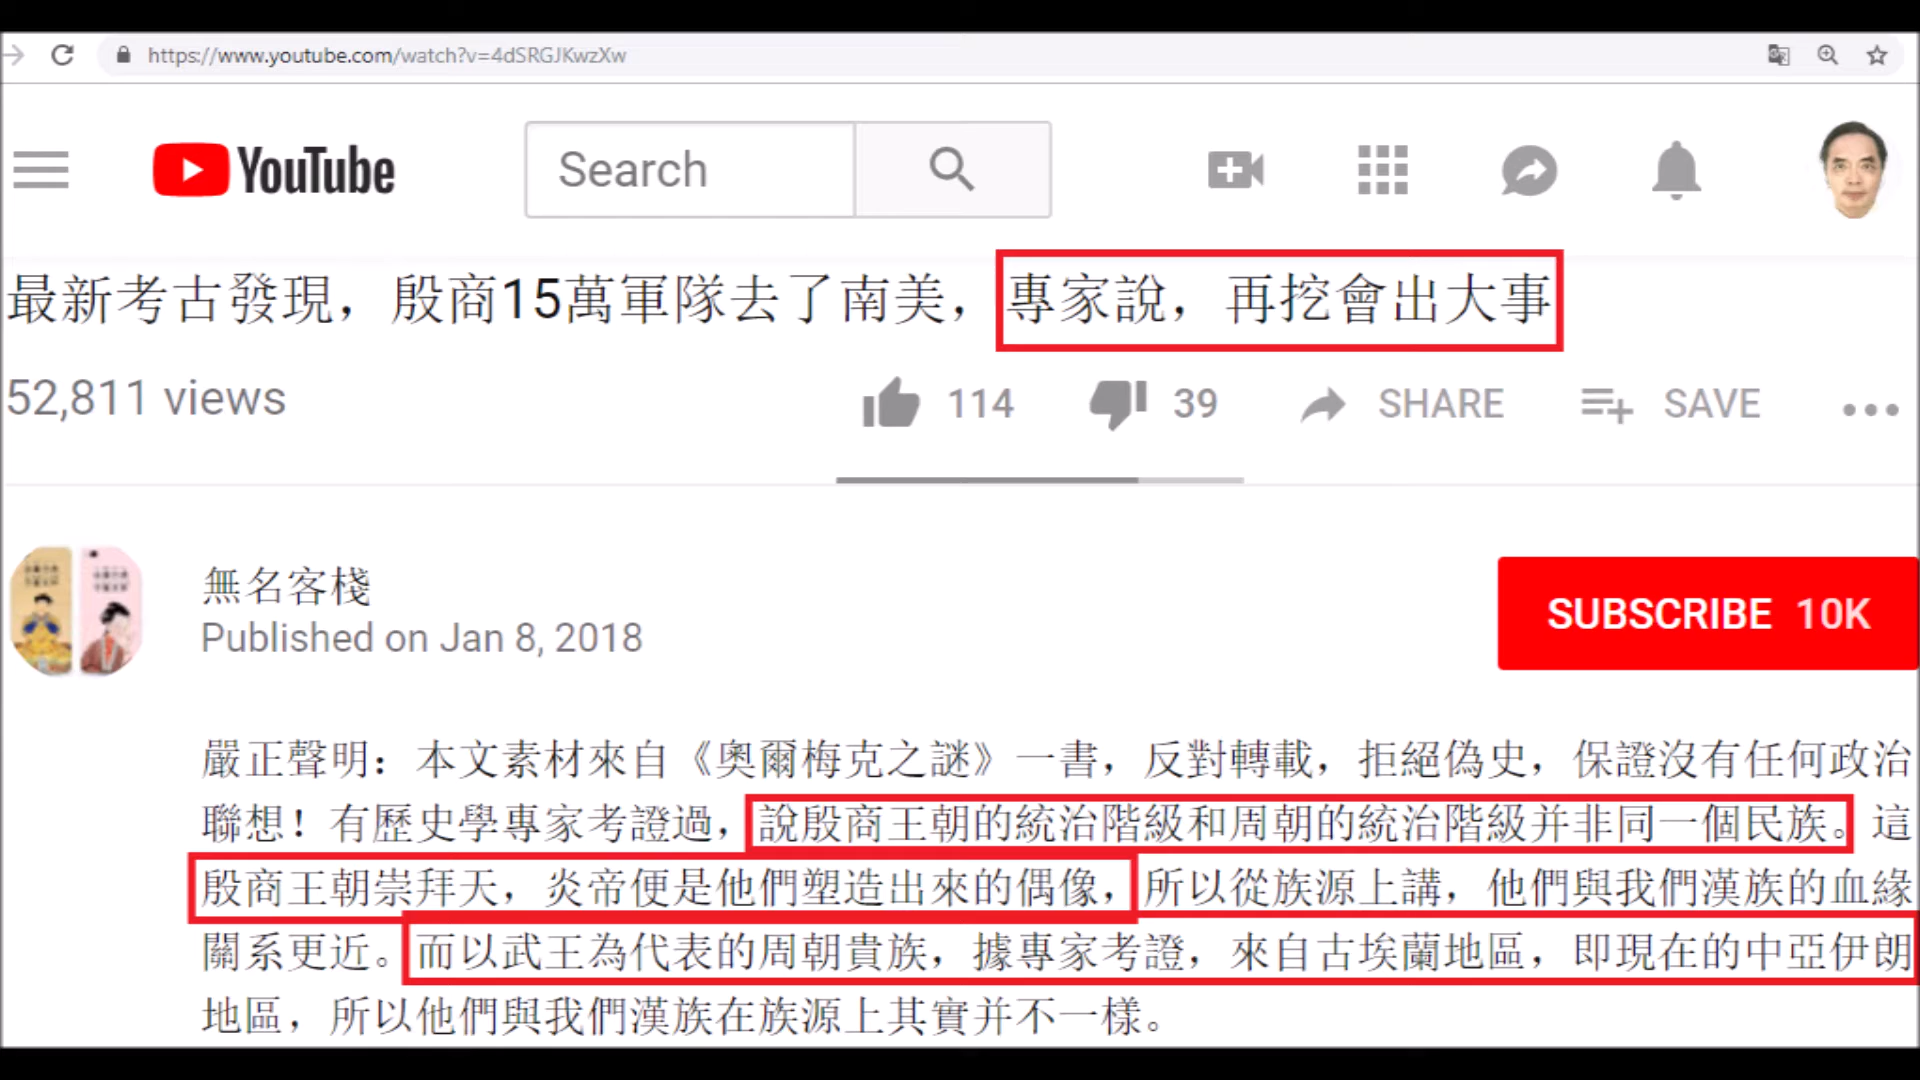 https://www.youtube.com/watch?v=4dSRGJKwzXw
YouTube
Search
最新考古發現，殷商15萬軍隊去了南美，專家說，再挖會出大事
52,811 views
114
39
SHARE
SAVE
無名客棧
Published on Jan 8, 2018
SUBSCRIBE 10K
嚴正聲明：本文素材來自《奧爾梅克之謎》一書，反對轉載，拒絕偽史，保證沒有任何政治
聯想！有歷史學專家考證過，說殷商王朝的統治階級和周朝的統治階級并非同一個民族。這
殷商王朝崇拜天，炎帝便是他們塑造出來的偶像，所以從族源上講，他們與我們漢族的血緣
關系更近。而以武王為代表的周朝貴族，據專家考證，來自古埃蘭地區，即現在的中亞伊朗
地區，所以他們與我們漢族在族源上其實并不一樣。